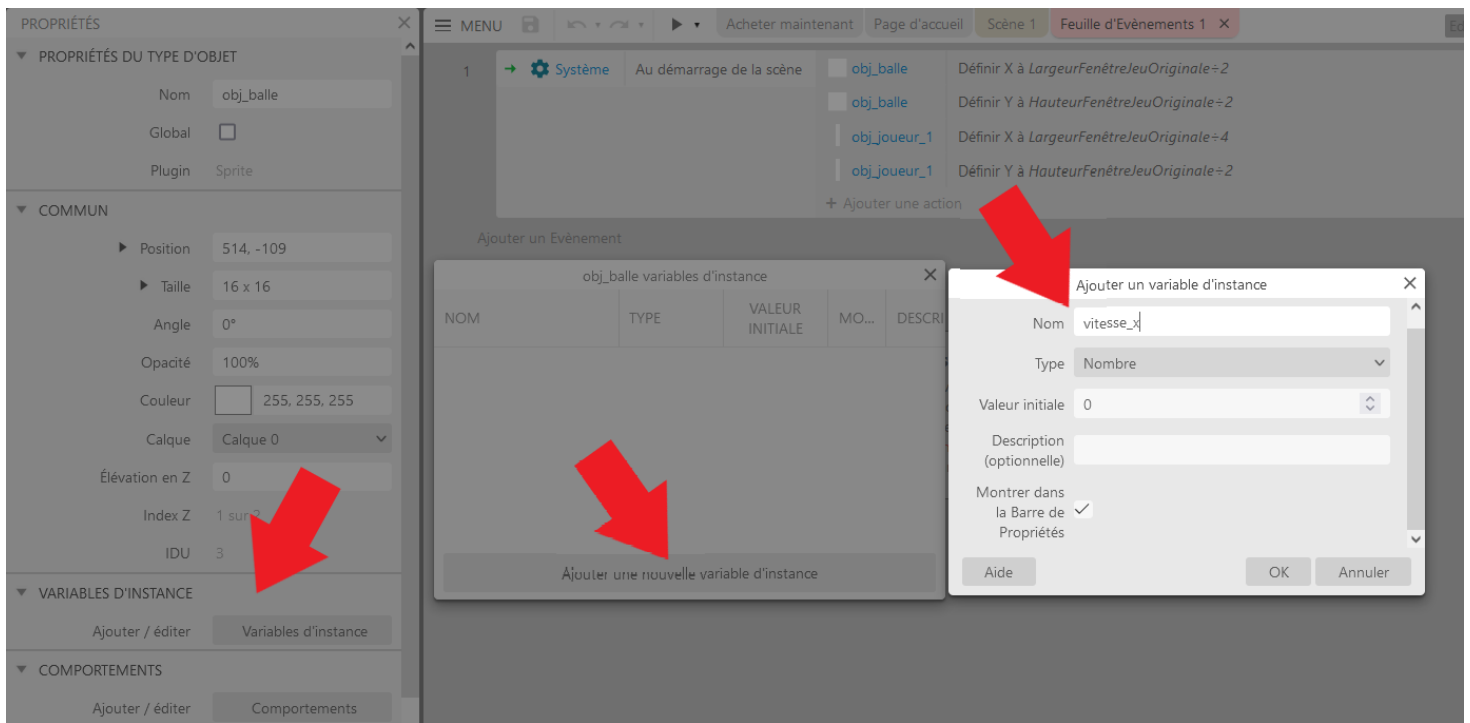 PROPRIÉTÉS
PROPRIÉTÉS DU TYPE D'OBJET
Nom obj_balle
Global
Plugin Sprite
COMMUN
Position 514, -109
Taille 16 x 16
Angle 0°
Opacité 100%
Couleur 255, 255, 255
Calque Calque 0
Élévation en Z 0
Index Z 1 sur
IDU 3
VARIABLES D'INSTANCE
Ajouter / éditer Variables d'instance
COMPORTEMENTS
Ajouter / éditer Comportements
MENU Acheter maintenant Page d'accueil Scène 1 Feuille d'Evènements 1
1 Système Au démarrage de la scène obj_balle Définir X à LargeurFenêtreJeuOriginale÷2
obj_balle Définir Y à HauteurFenêtreJeuOriginale÷2
obj_joueur_1 Définir X à LargeurFenêtreJeuOriginale÷4
obj_joueur_1 Définir Y à HauteurFenêtreJeuOriginale÷2
+ Ajouter une action
Ajouter un Evènement
obj_balle variables d'instance
NOM TYPE VALEUR INITIALE MO... DESCRI
Ajouter une nouvelle variable d'instance
Ajouter un variable d'instance
Nom vitesse_x
Type Nombre
Valeur initiale 0
Description
(optionnelle)
Montrer dans
la Barre de
Propriétés
Aide OK Annuler